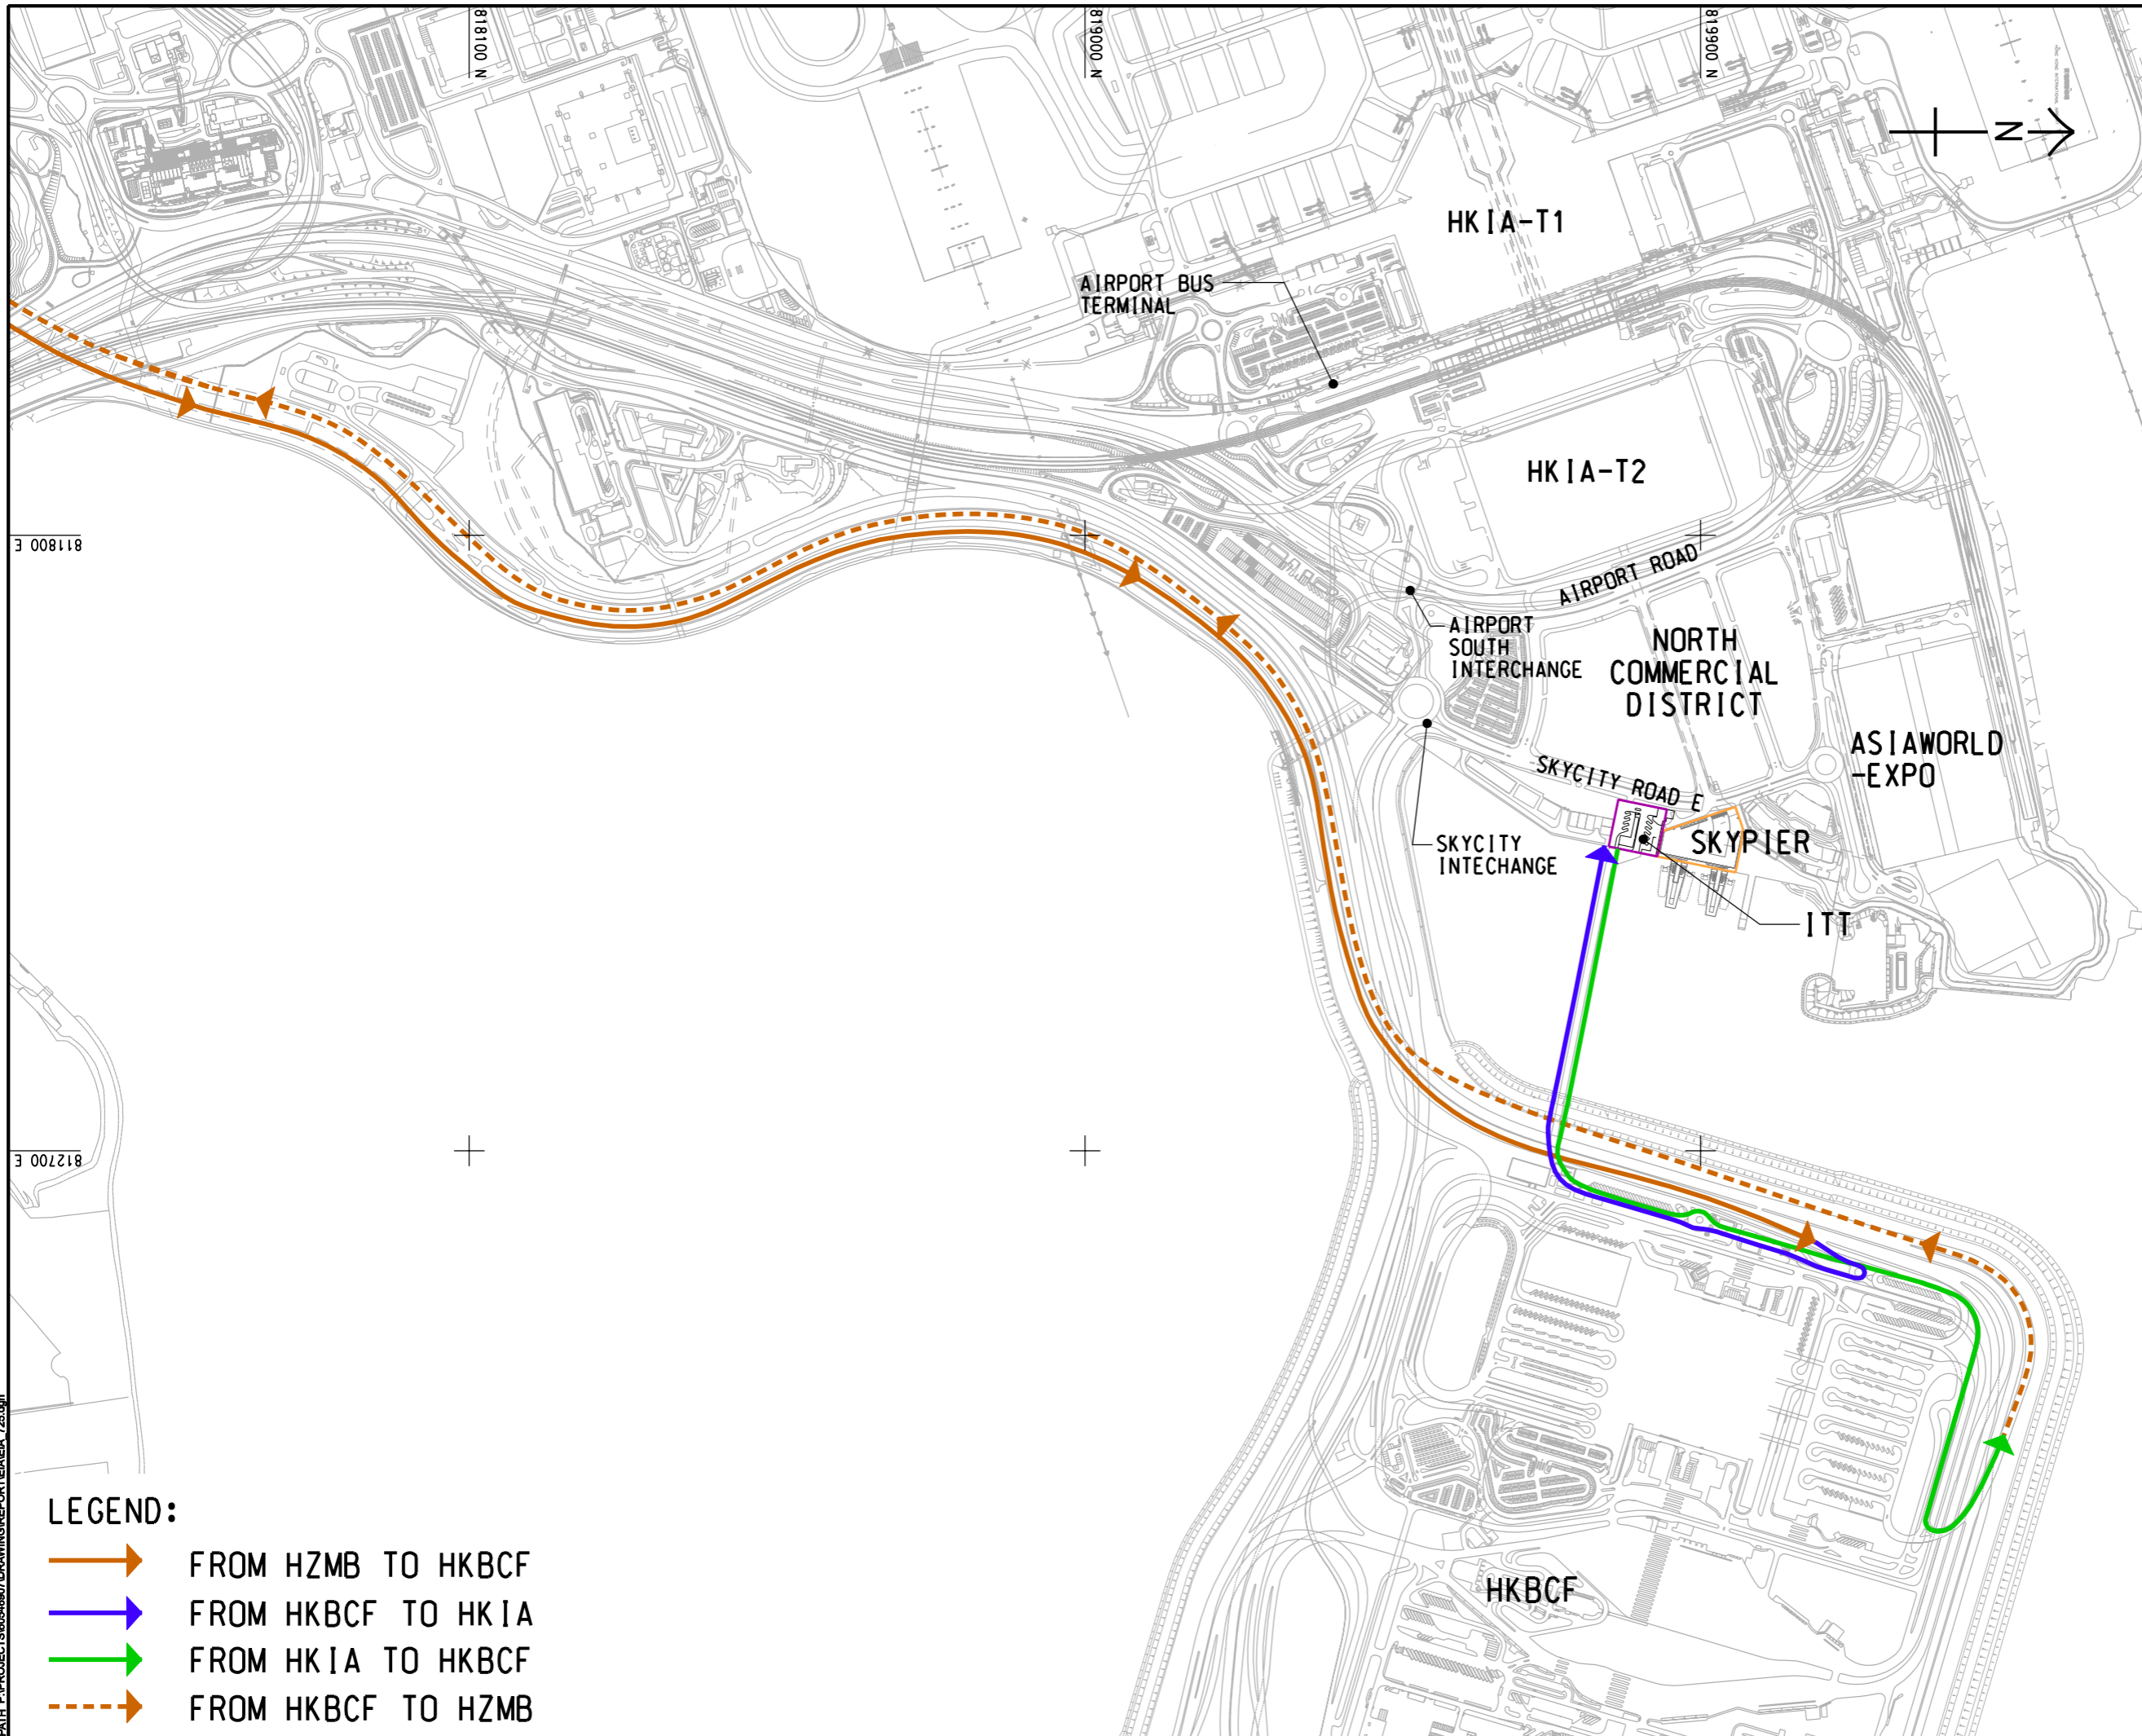 818100 N
819000 N
819900 N
N
HKIA-T1
AIRPORT BUS
TERMINAL
HKIA-T2
811800 E
AIRPORT ROAD
AIRPORT
SOUTH
INTERCHANGE
NORTH
COMMERCIAL
DISTRICT
ASIAWORLD
-EXPO
SKYCITY ROAD E
SKYPIER
SKYCITY
INTECHANGE
ITT
812700 E
HKBCF
LEGEND:
FROM HZMB TO HKBCF
FROM HKBCF TO HKIA
FROM HKIA TO HKBCF
FROM HKBCF TO HZMB